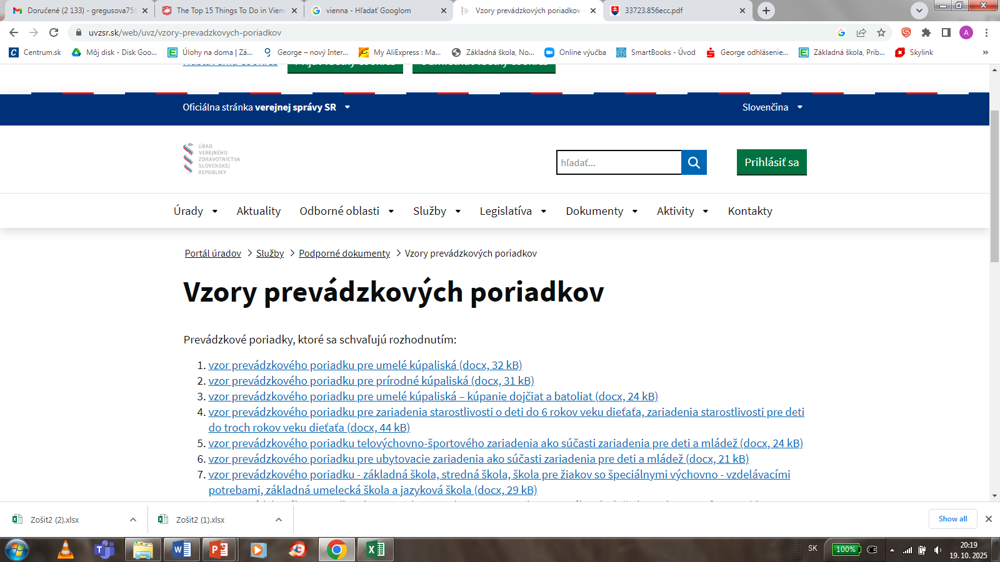 Doručené (2 133) - gregusova75@
The Top 15 Things To Do in Vienn
vienna - Hľadať Googlom
Vzory prevádzkových poriadkov -
33723.856ecc.pdf
uvzsr.sk/web/uvz/vzory-prevadzkovych-poriadkov
A
Centrum.sk
Môj disk - Disk Goo...
Úlohy na doma | Zá...
George – nový Inter...
My AliExpress : Ma...
Základná škola, No...
Online výučba
SmartBooks - Úvod
George odhlásenie...
Základná škola, Prib...
Skylink
»
Oficiálna stránka verejnej správy SR
Slovenčina
ÚRAD
VEREJNÉHO
ZDRAVOTNÍCTVA
SLOVENSKEJ
REPUBLIKY
hľadať...
Prihlásiť sa
Úrady
Aktuality
Odborné oblasti
Služby
Legislatíva
Dokumenty
Aktivity
Kontakty
Portál úradov > Služby > Podporné dokumenty > Vzory prevádzkových poriadkov
Vzory prevádzkových poriadkov
Prevádzkové poriadky, ktoré sa schvaľujú rozhodnutím:
1. vzor prevádzkového poriadku pre umelé kúpaliská (docx, 32 kB)
2. vzor prevádzkového poriadku pre prírodné kúpaliská (docx, 31 kB)
3. vzor prevádzkového poriadku pre umelé kúpaliská – kúpanie dojčiat a batoliat (docx, 24 kB)
4. vzor prevádzkového poriadku pre zariadenia starostlivosti o deti do 6 rokov veku dieťaťa, zariadenia starostlivosti pre deti
do troch rokov veku dieťaťa (docx, 44 kB)
5. vzor prevádzkového poriadku telovýchovno-športového zariadenia ako súčasti zariadenia pre deti a mládež (docx, 24 kB)
6. vzor prevádzkového poriadku pre ubytovacie zariadenia ako súčasti zariadenia pre deti a mládež (docx, 21 kB)
7. vzor prevádzkového poriadku - základná škola, stredná škola, škola pre žiakov so špeciálnymi výchovno - vzdelávacími
potrebami, základná umelecká škola a jazyková škola (docx, 29 kB)
Zošit2 (2).xlsx
Zošit2 (1).xlsx
Show all
SK
100%
20:19
19. 10. 2025